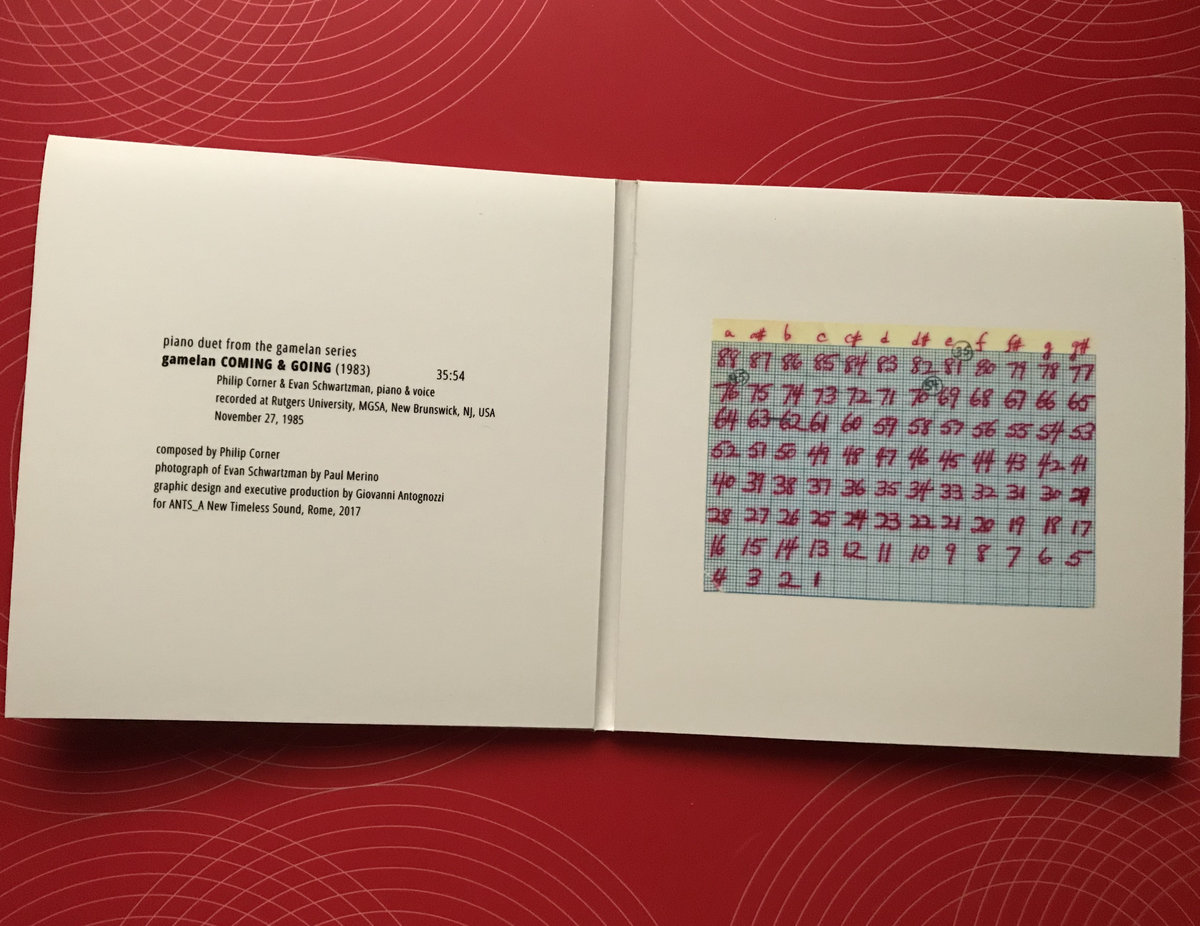 piano duet from the gamelan series
gamelan COMING & GOING (1983) 35:54
Philip Corner & Evan Schwartzman, piano & voice
recorded at Rutgers University, MGSA, New Brunswick, NJ, USA
November 27, 1985
composed by Philip Corner
photograph of Evan Schwartzman by Paul Merino
graphic design and executive production by Giovanni Antognozzi
for ANTS_A New Timeless Sound, Rome, 2017
a a# b c c# d d# e f f# g g#
88 87 86 85 84 83 82 81 80 79 78 77
76 75 74 73 72 71 70 69 68 67 66 65
64 63 62 61 60 59 58 57 56 55 54 53
52 51 50 49 48 47 46 45 44 43 42 41
40 39 38 37 36 35 34 33 32 31 30 29
28 27 26 25 24 23 22 21 20 19 18 17
16 15 14 13 12 11 10 9 8 7 6 5
4 3 2 1